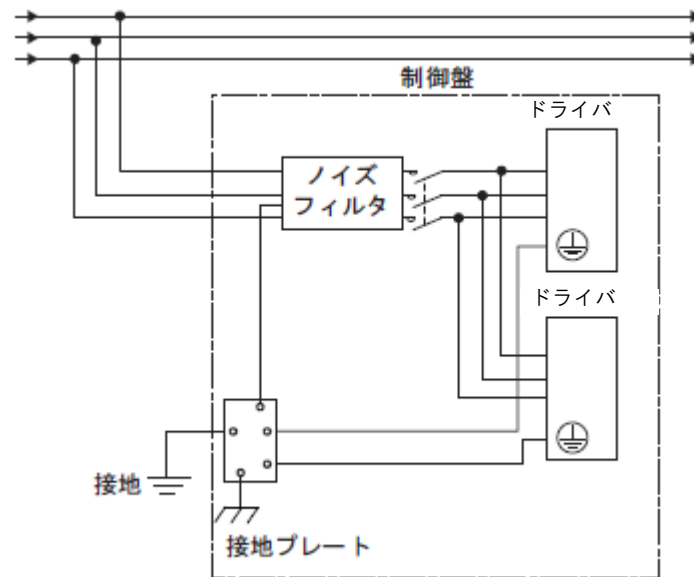 制御盤
ドライバ
ノイズ
フィルタ
ドライバ
接地
接地プレート